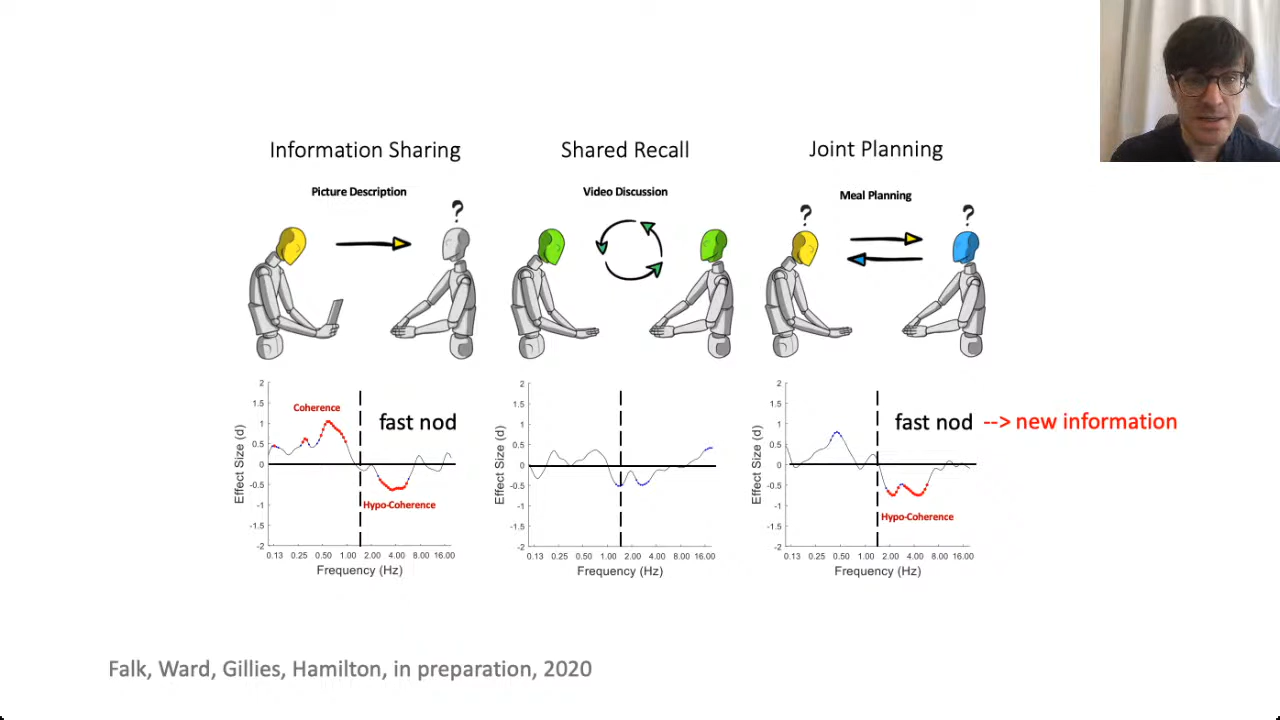 Information Sharing
Shared Recall
Joint Planning
Picture Description
Video Discussion
Meal Planning
?
?
?
2
1.5
1
0.5
0
-0.5
-1
-1.5
-2
Effect Size (d)
Coherence
fast nod
Hypo-Coherence
0.13 0.25 0.50 1.00 2.00 4.00 8.00 16.00
Frequency (Hz)
2
1.5
1
0.5
0
-0.5
-1
-1.5
-2
Effect Size (d)
0.13 0.25 0.50 1.00 2.00 4.00 8.00 16.00
Frequency (Hz)
2
1.5
1
0.5
0
-0.5
-1
-1.5
-2
Effect Size (d)
fast nod --> new information
Hypo-Coherence
0.13 0.25 0.50 1.00 2.00 4.00 8.00 16.00
Frequency (Hz)
Falk, Ward, Gillies, Hamilton, in preparation, 2020